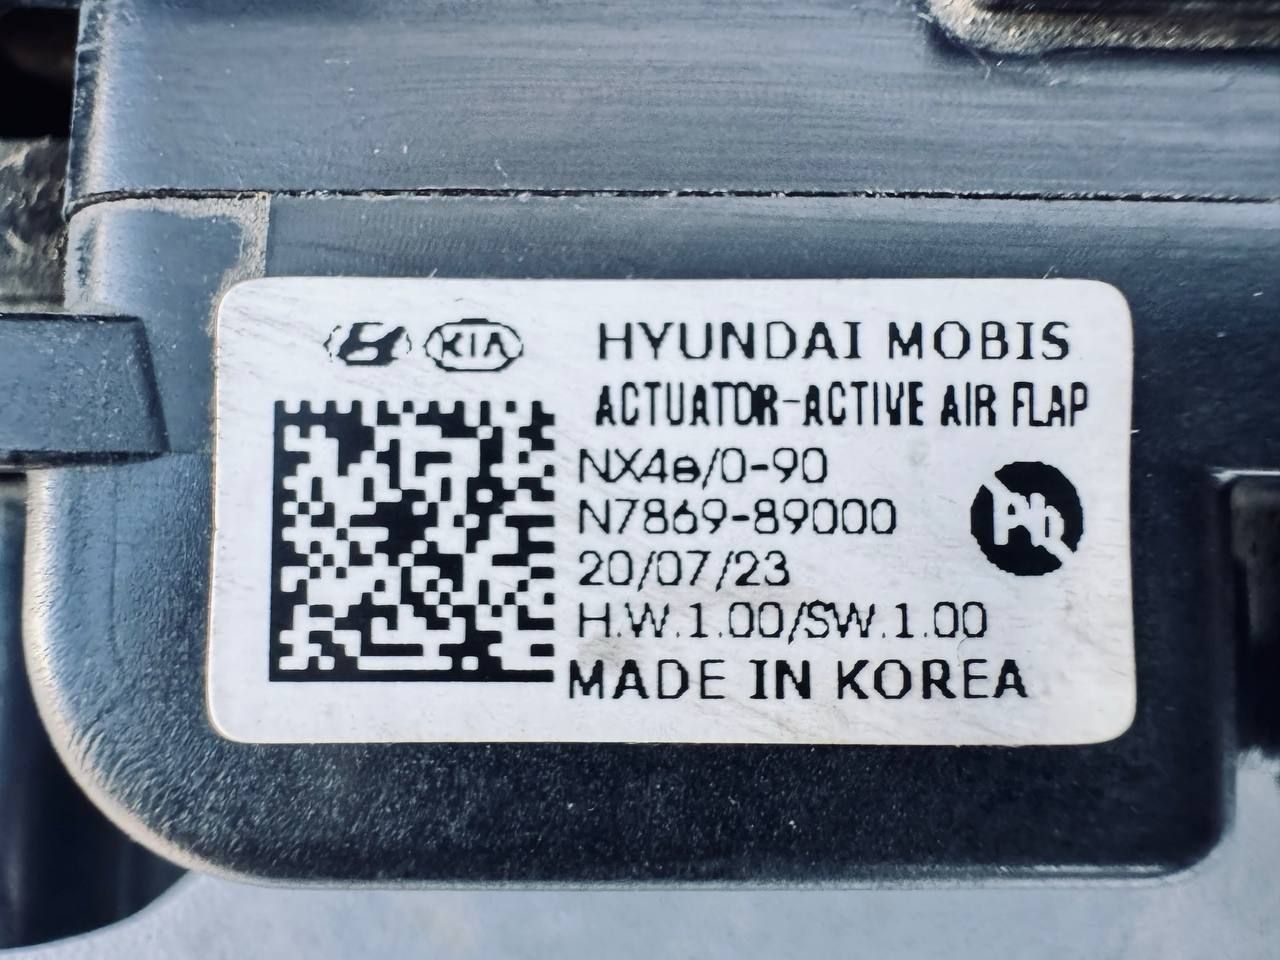 KIA HYUNDAI MOBIS
ACTUATOR-ACTIVE AIR FLAP
NX4e/0-90
N7869-89000
Pb
20/07/23
H.W.1.00/SW.1.00
MADE IN KOREA